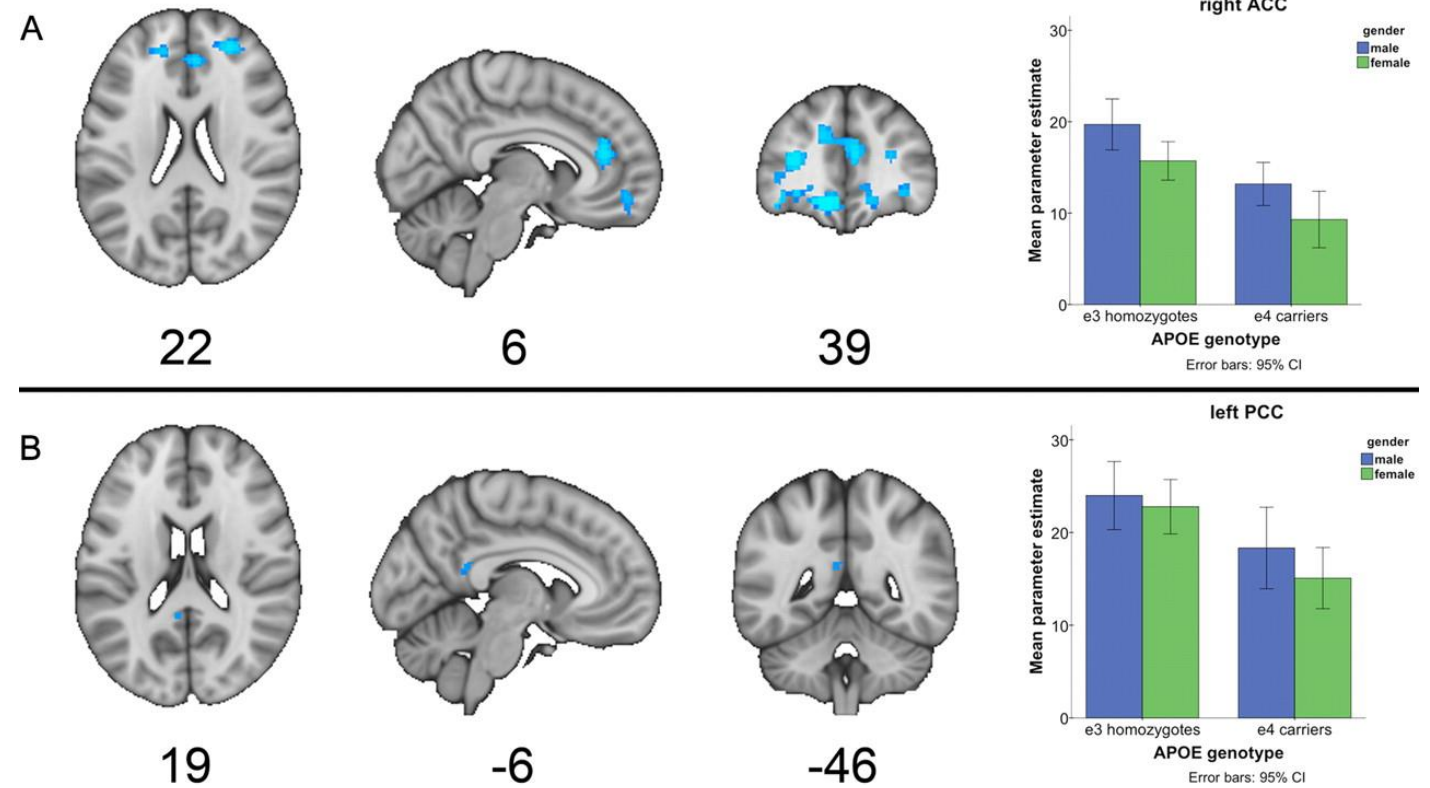 A
22
6
39
right ACC
30
20
10
0
Mean parameter estimate
gender
male
female
e3 homozygotes
e4 carriers
APOE genotype
Error bars: 95% CI
B
19
-6
-46
left PCC
30
20
10
0
Mean parameter estimate
gender
male
female
e3 homozygotes
e4 carriers
APOE genotype
Error bars: 95% CI